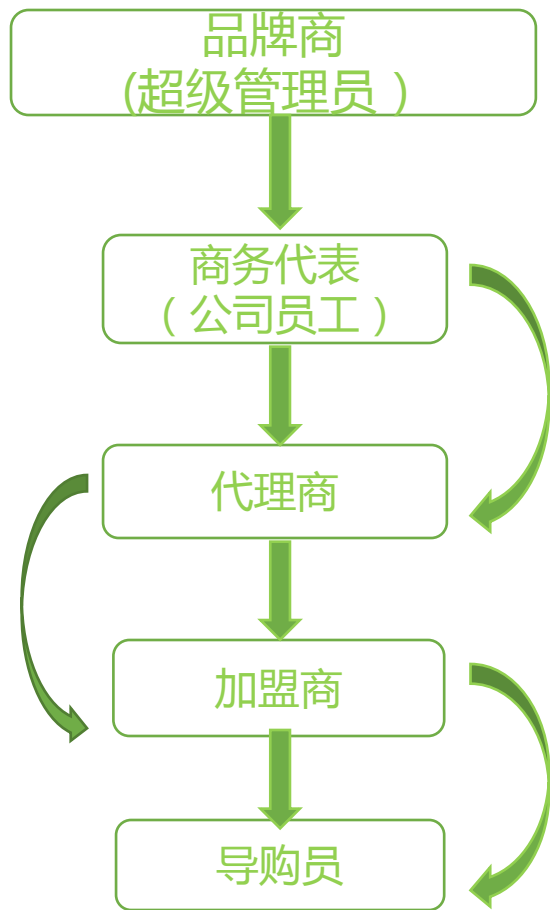 品牌商
(超级管理员）
商务代表
（公司员工）
代理商
加盟商
导购员